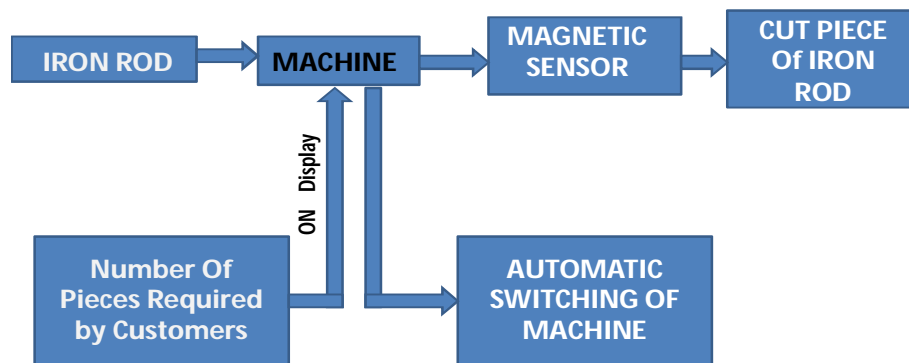 IRON ROD
MACHINE
MAGNETIC
SENSOR
CUT PIECE
Of IRON
ROD
ON Display
Number Of
Pieces Required
by Customers
AUTOMATIC
SWITCHING OF
MACHINE